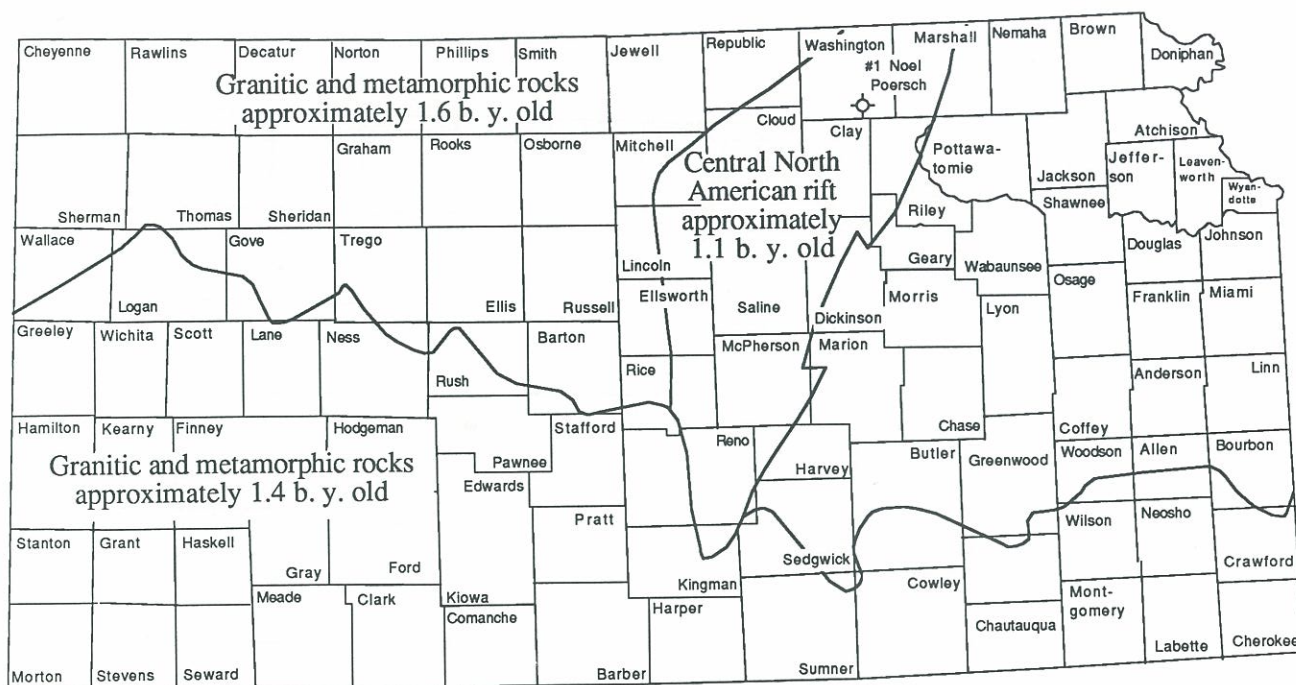 Cheyenne
Rawlins
Decatur
Norton
Phillips
Smith
Jewell
Republic
Washington
Marshall
Nemaha
Brown
Doniphan
#1 Noel
Poersch
Granitic and metamorphic rocks
approximately 1.6 b. y. old
Cloud
Clay
Atchison
Sherman
Thomas
Sheridan
Graham
Rooks
Osborne
Mitchell
Central North
American rift
approximately
1.1 b. y. old
Pottawa-
tomie
Jackson
Jeffer-
son
Leaven-
worth
Wyan-
dotte
Riley
Shawnee
Wallace
Logan
Gove
Trego
Ellis
Russell
Lincoln
Ellsworth
Saline
Dickinson
Geary
Morris
Wabaunsee
Lyon
Osage
Douglas
Johnson
Franklin
Miami
Greeley
Wichita
Scott
Lane
Ness
Rush
Barton
Rice
McPherson
Marion
Chase
Coffey
Anderson
Linn
Hamilton
Kearny
Finney
Hodgeman
Pawnee
Edwards
Stafford
Reno
Harvey
Butler
Greenwood
Woodson
Allen
Bourbon
Granitic and metamorphic rocks
approximately 1.4 b. y. old
Stanton
Grant
Haskell
Gray
Ford
Kiowa
Pratt
Kingman
Sedgwick
Wilson
Neosho
Crawford
Morton
Stevens
Seward
Meade
Clark
Comanche
Barber
Harper
Sumner
Cowley
Chautauqua
Mont-
gomery
Labette
Cherokee